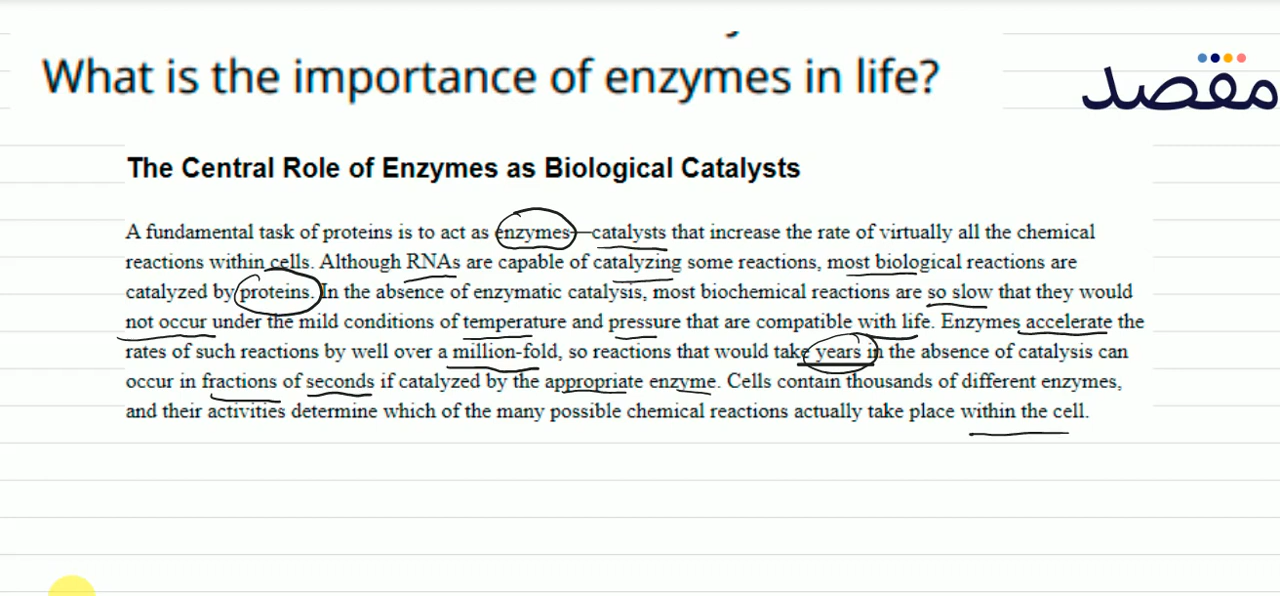 What is the importance of enzymes in life?
مفصد
The Central Role of Enzymes as Biological Catalysts
A fundamental task of proteins is to act as enzymes—catalysts that increase the rate of virtually all the chemical
reactions within cells. Although RNAs are capable of catalyzing some reactions, most biological reactions are
catalyzed by proteins. In the absence of enzymatic catalysis, most biochemical reactions are so slow that they would
not occur under the mild conditions of temperature and pressure that are compatible with life. Enzymes accelerate the
rates of such reactions by well over a million-fold, so reactions that would take years in the absence of catalysis can
occur in fractions of seconds if catalyzed by the appropriate enzyme. Cells contain thousands of different enzymes,
and their activities determine which of the many possible chemical reactions actually take place within the cell.